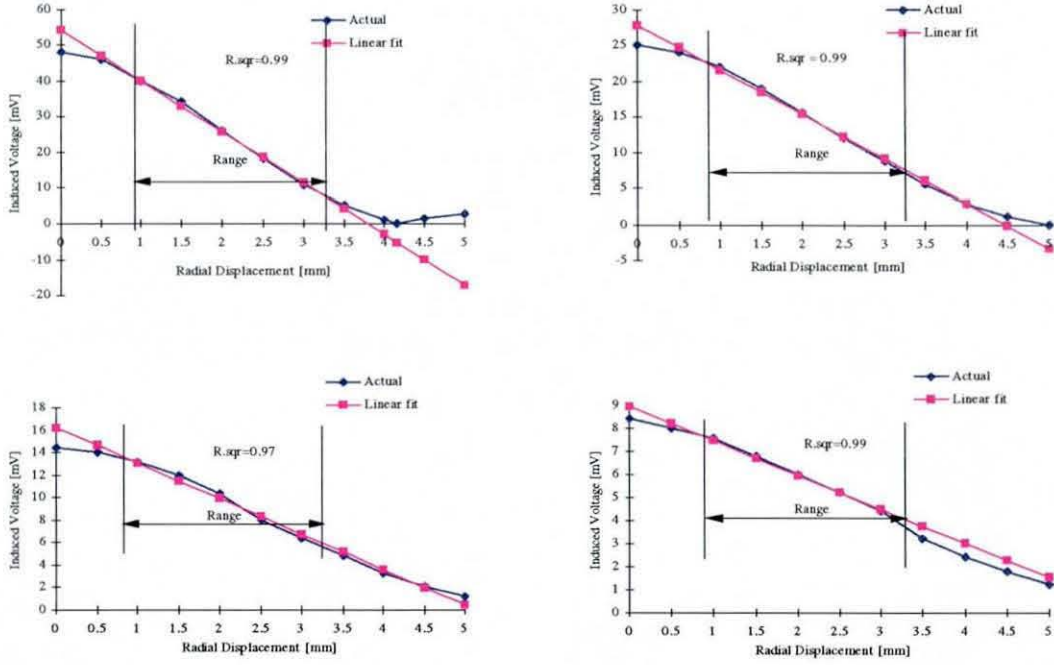 60
50
40
30
20
10
0
-10
-20
Induced Voltage [mV]
Actual
Linear fit
R.sqr=0.99
Range
0 0.5 1 1.5 2 2.5 3 3.5 4 4.5 5
Radial Displacement [mm]
30
25
20
15
10
5
0
-5
Induced Voltage [mV]
Actual
Linear fit
R.sqr = 0.99
Range
0 0.5 1 1.5 2 2.5 3 3.5 4 4.5 5
Radial Displacement [mm]
18
16
14
12
10
8
6
4
2
0
Induced Voltage [mV]
Actual
Linear fit
R.sqr=0.97
Range
0 0.5 1 1.5 2 2.5 3 3.5 4 4.5 5
Radial Displacement [mm]
9
8
7
6
5
4
3
2
1
0
Induced Voltage [mV]
Actual
Linear fit
R.sqr=0.99
Range
0 0.5 1 1.5 2 2.5 3 3.5 4 4.5 5
Radial Displacement [mm]